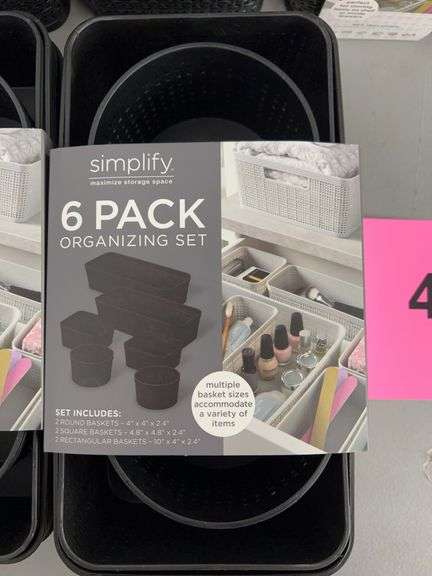 simplify.
maximize storage space
6 PACK
ORGANIZING SET
multiple
basket sizes
accommodate
a variety of
items
SET INCLUDES:
2 ROUND BASKETS – 4" x 4" x 2.4"
2 SQUARE BASKETS – 4.8" x 4.8" x 2.4"
2 RECTANGULAR BASKETS – 10" x 4" x 2.4"
4